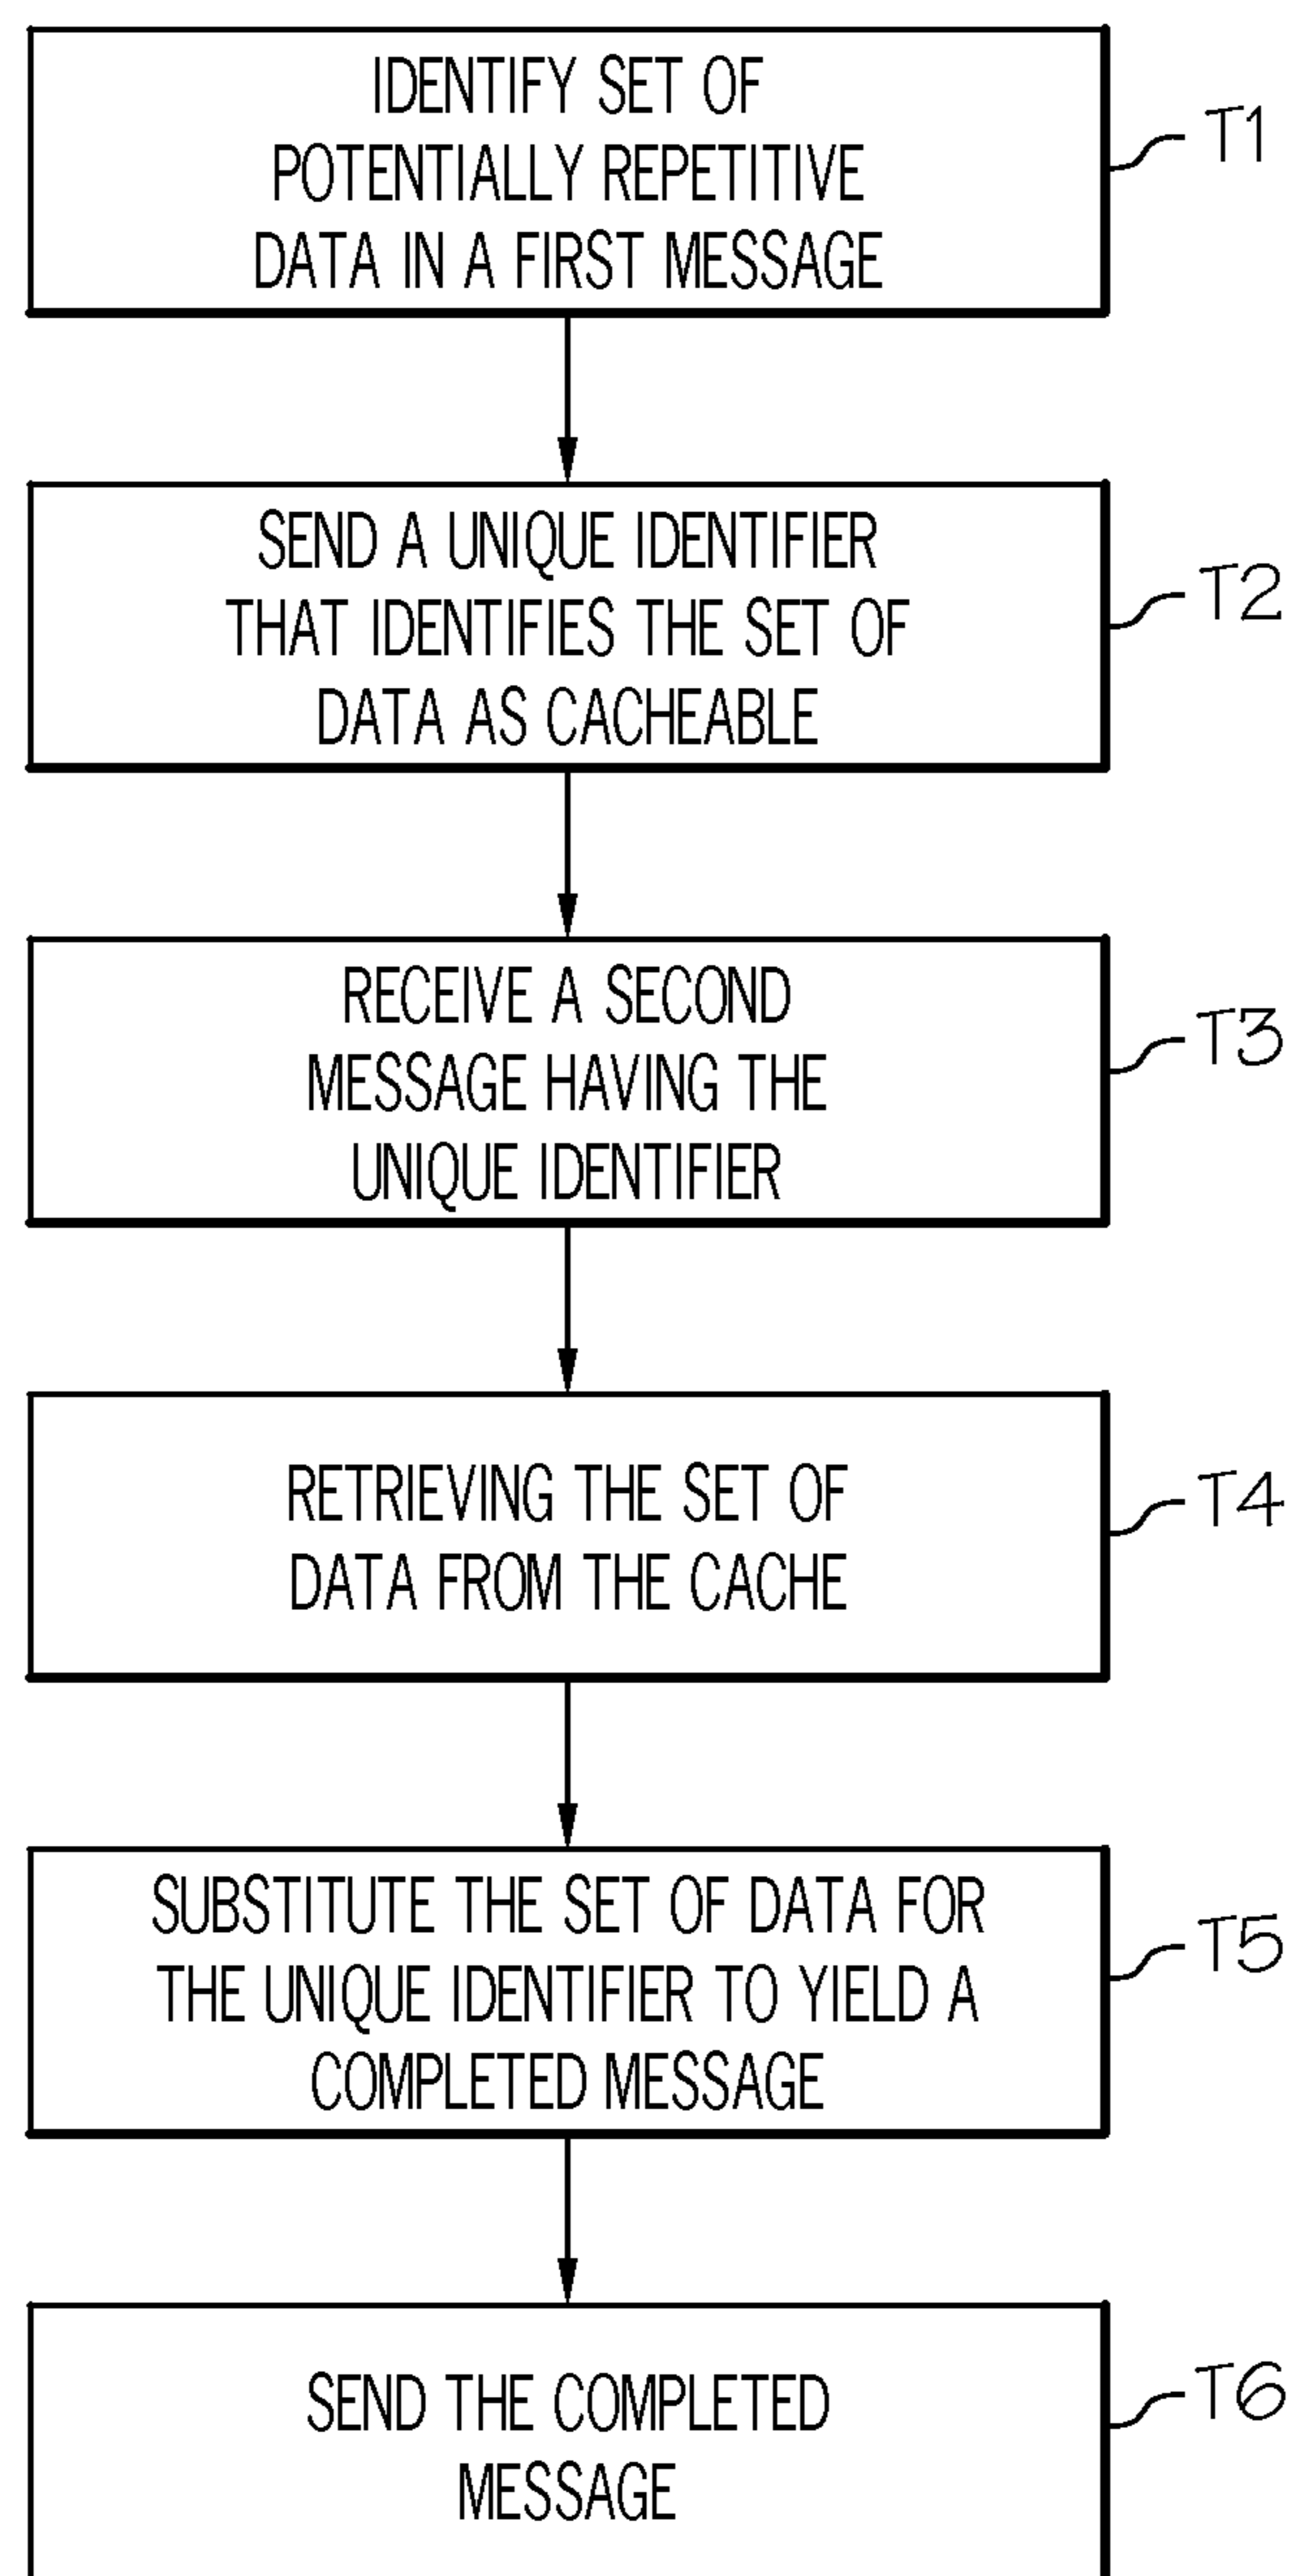 IDENTIFY SET OF
POTENTIALLY REPETITIVE
DATA IN A FIRST MESSAGE
T1
SEND A UNIQUE IDENTIFIER
THAT IDENTIFIES THE SET OF
DATA AS CACHEABLE
T2
RECEIVE A SECOND
MESSAGE HAVING THE
UNIQUE IDENTIFIER
T3
RETRIEVING THE SET OF
DATA FROM THE CACHE
T4
SUBSTITUTE THE SET OF DATA FOR
THE UNIQUE IDENTIFIER TO YIELD A
COMPLETED MESSAGE
T5
SEND THE COMPLETED
MESSAGE
T6